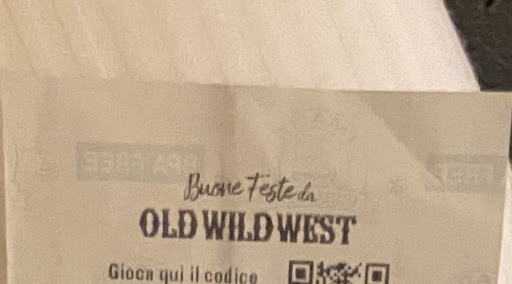 Buone Feste da
OLD WILD WEST
Gioca qui il codice